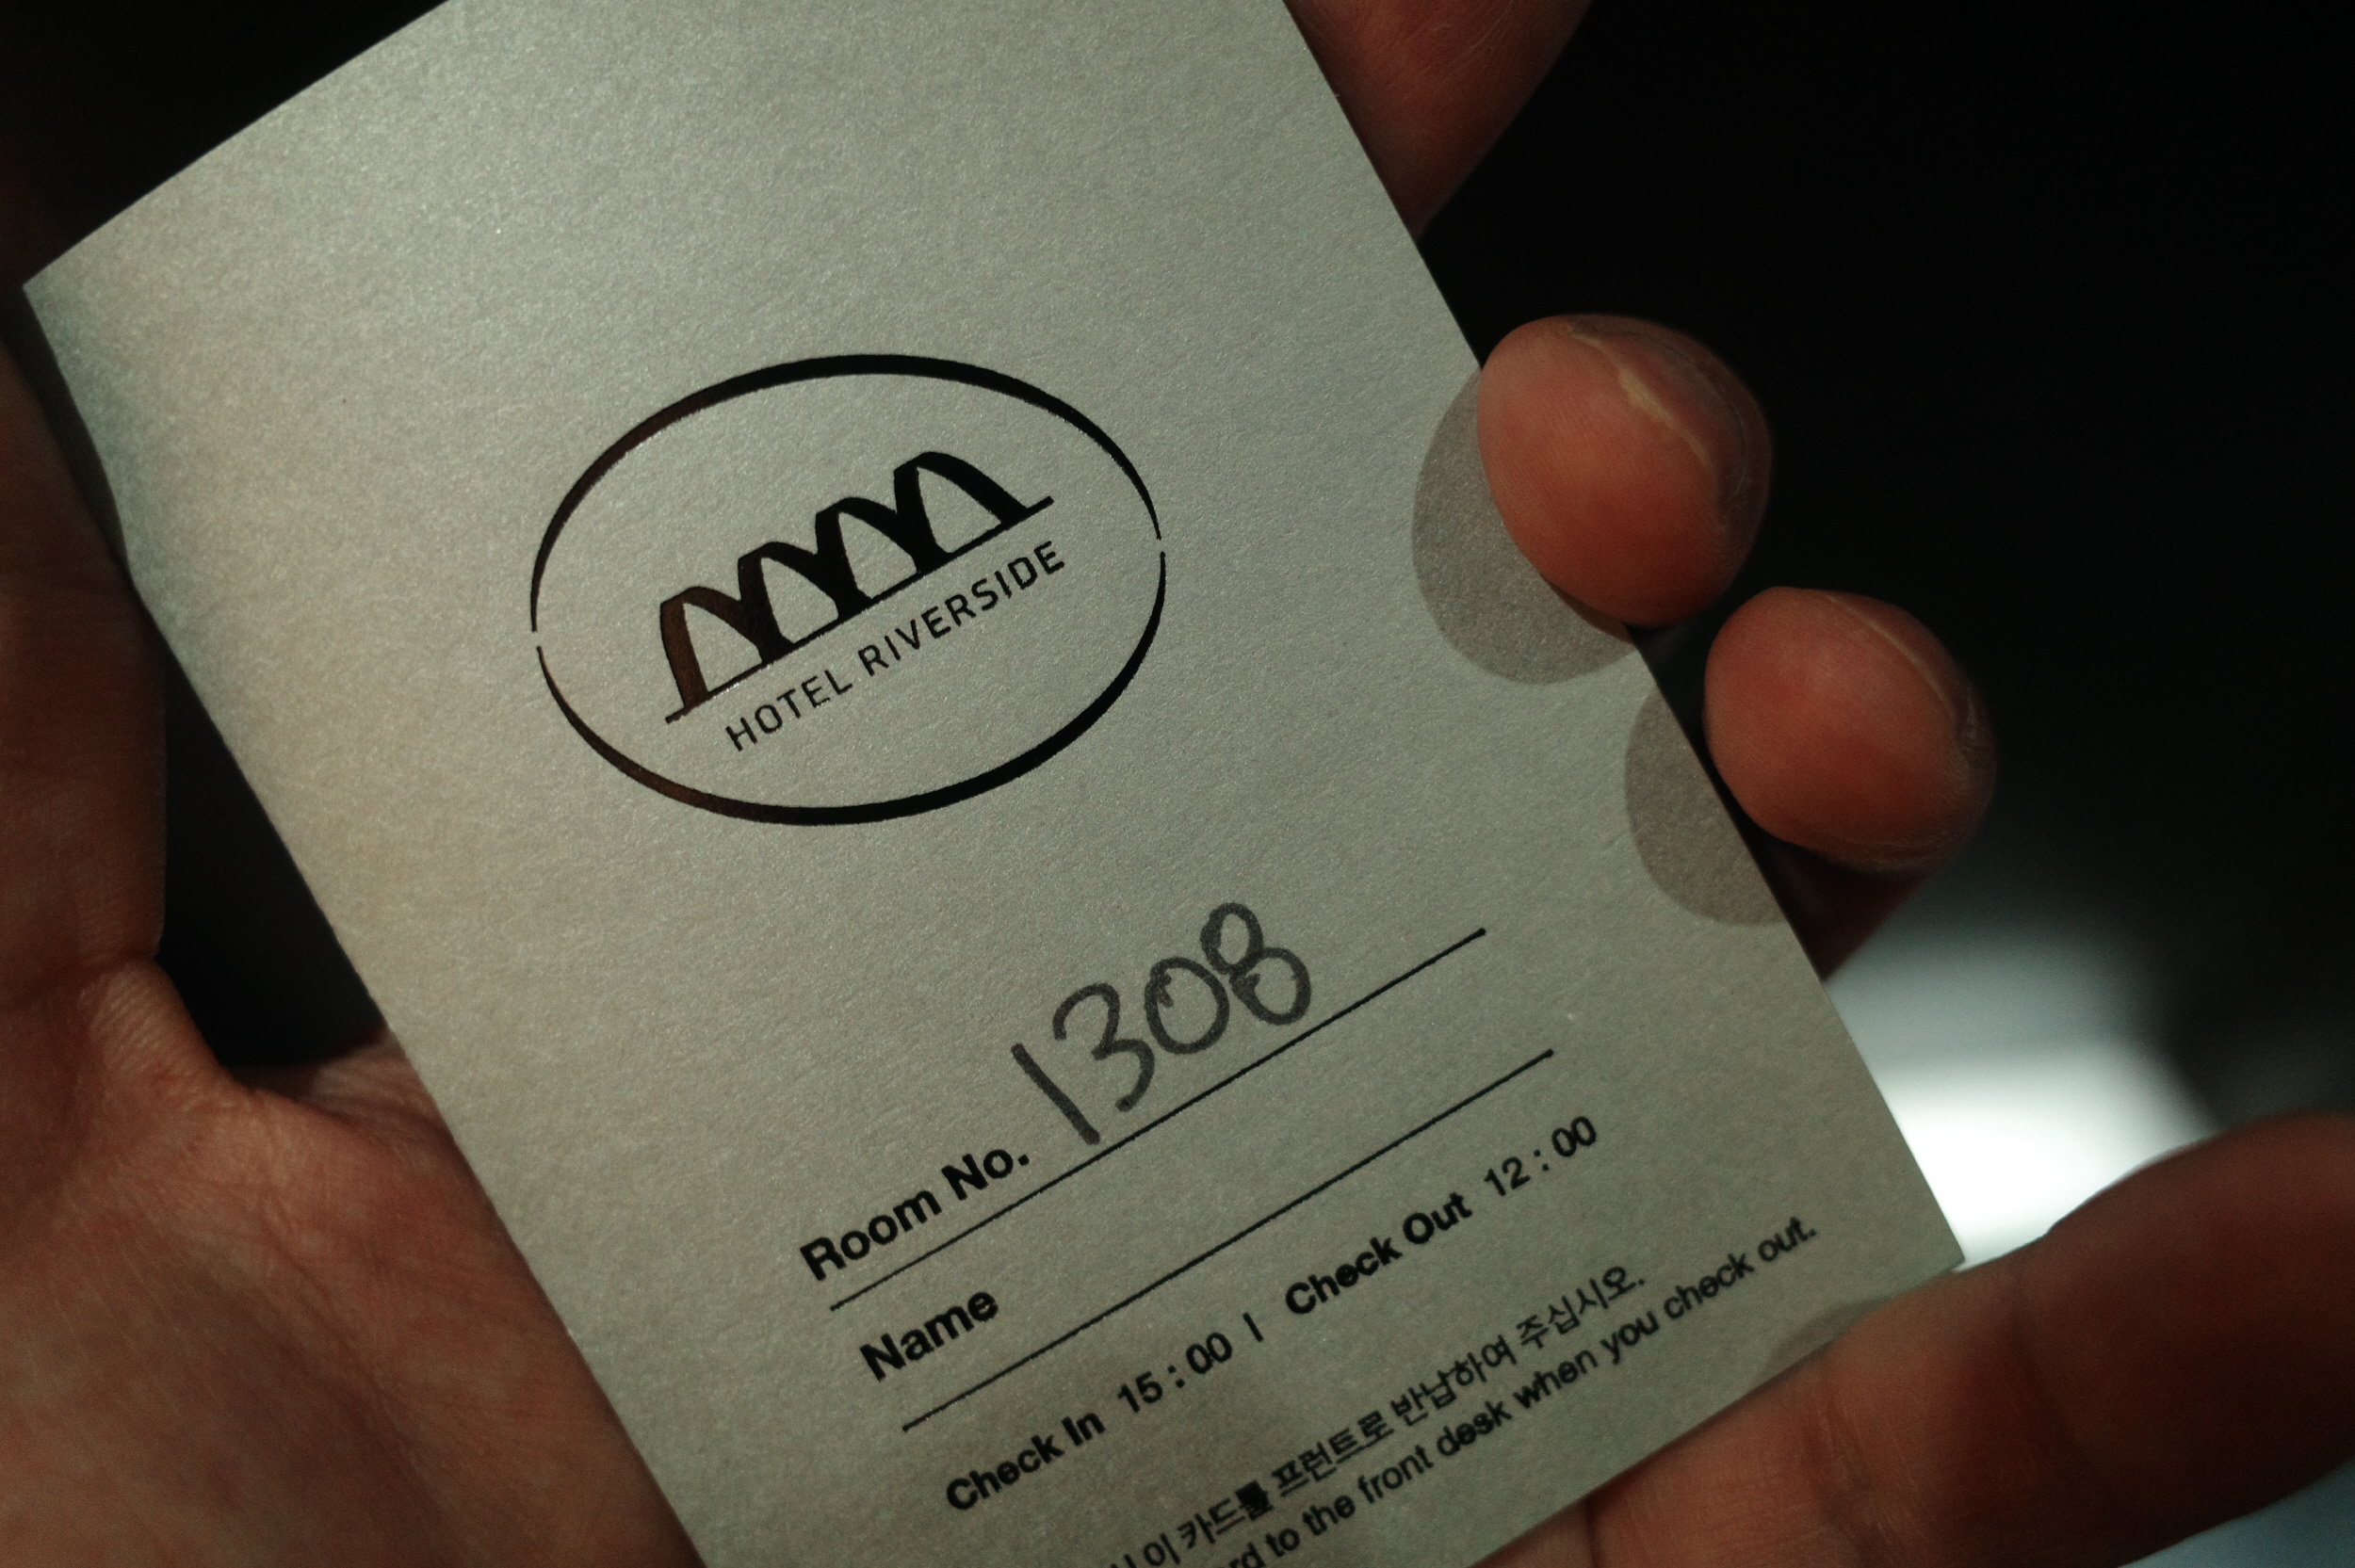 HOTEL RIVERSIDE
Room No. 1308
Name
Check In 15 : 00 | Check Out 12 : 00
이 카드를 프런트로 반납하여 주십시오.
to the front desk when you check out.